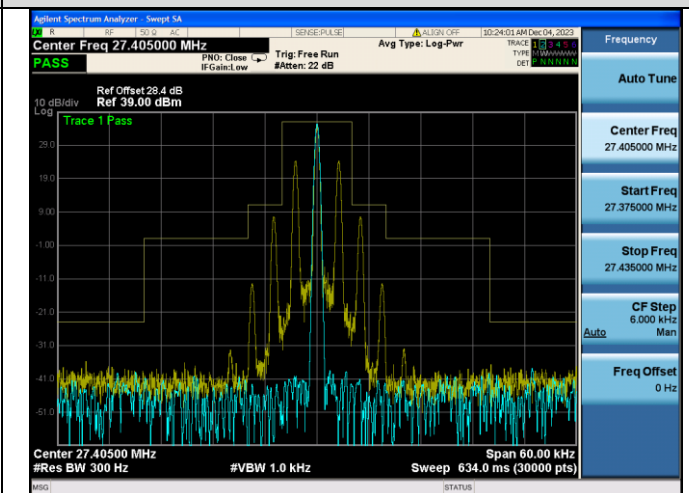 Agilent Spectrum Analyzer - Swept SA
R RF 50 Ω AC SENSE:PULSE ALIGN OFF 10:24:01 AM Dec 04, 2023
Center Freq 27.405000 MHz
Avg Type: Log-Pwr
TRACE 1 2 3 4 5 6
TYPE M
DET P N N N N N
PASS
PNO: Close
IFGain:Low
Trig: Free Run
#Atten: 22 dB
Ref Offset 28.4 dB
Ref 39.00 dBm
10 dB/div
Log
Trace 1 Pass
29.0
19.0
9.00
-1.00
-11.0
-21.0
-31.0
-41.0
-51.0
Center 27.40500 MHz
Span 60.00 kHz
#Res BW 300 Hz
#VBW 1.0 kHz
Sweep 634.0 ms (30000 pts)
MSG
STATUS
Frequency
Auto Tune
Center Freq
27.405000 MHz
Start Freq
27.375000 MHz
Stop Freq
27.435000 MHz
CF Step
6.000 kHz
Auto Man
Freq Offset
0 Hz